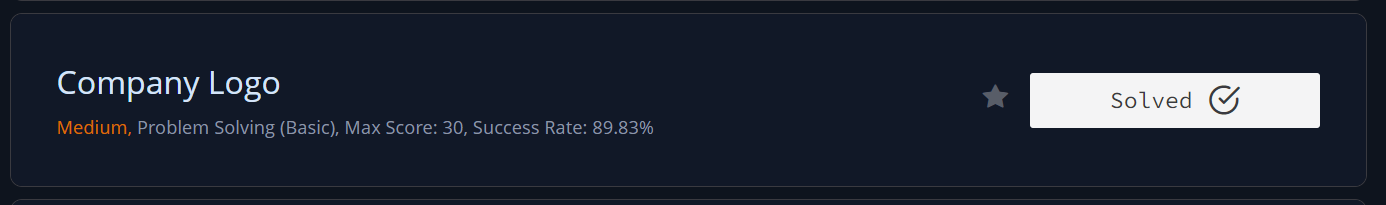 Company Logo
Medium, Problem Solving (Basic), Max Score: 30, Success Rate: 89.83%
Solved